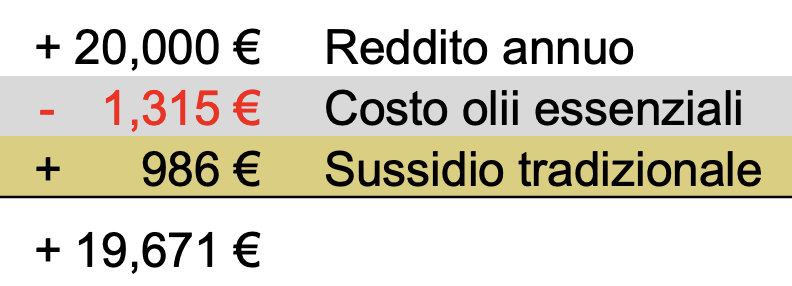 + 20,000 € Reddito annuo
- 1,315 € Costo olii essenziali
+ 986 € Sussidio tradizionale
+ 19,671 €